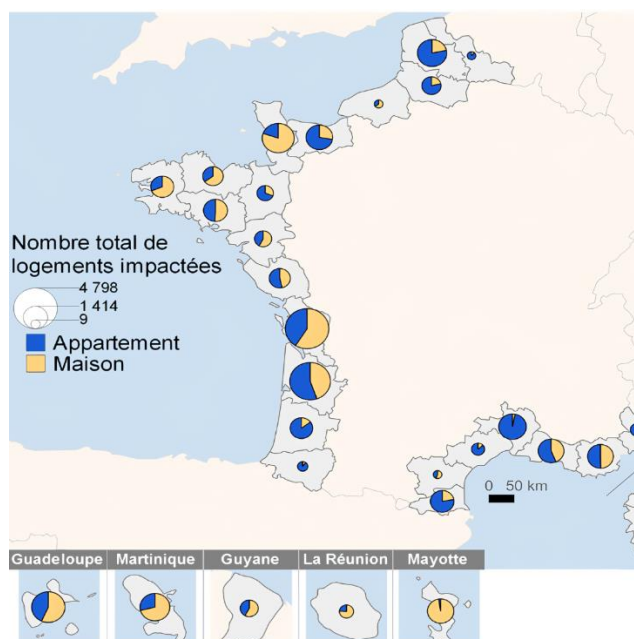 Nombre total de
logements impactées
4 798
1 414
9
Appartement
Maison
0 50 km
Guadeloupe Martinique Guyane La Réunion Mayotte